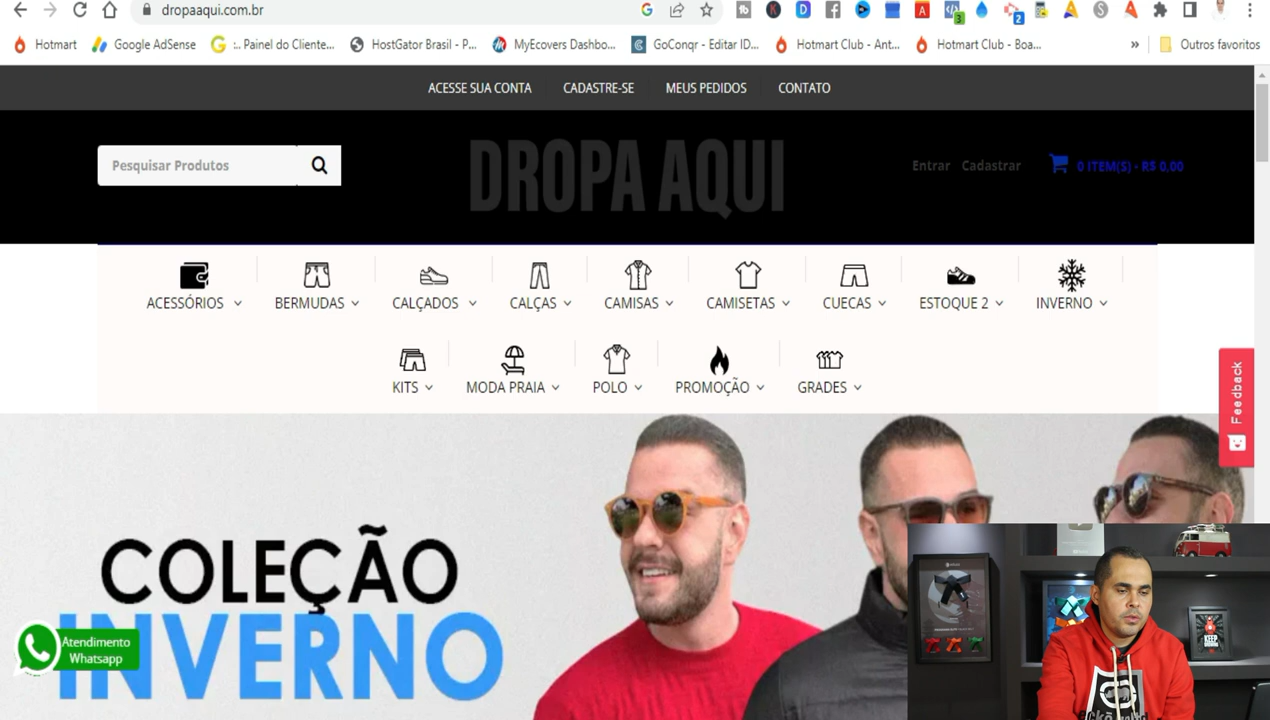 dropaaqui.com.br
3
2
Hotmart
Google AdSense
:.. Painel do Cliente...
HostGator Brasil - P...
MyEcovers Dashbo...
GoConqr - Editar ID...
Hotmart Club - Ant...
Hotmart Club - Boa...
»
Outros favoritos
ACESSE SUA CONTA
CADASTRE-SE
MEUS PEDIDOS
CONTATO
Pesquisar Produtos
DROPA AQUI
Entrar Cadastrar
0 ITEM(S) - R$ 0,00
ACESSÓRIOS
BERMUDAS
CALÇADOS
CALÇAS
CAMISAS
CAMISETAS
CUECAS
ESTOQUE 2
INVERNO
KITS
MODA PRAIA
POLO
PROMOÇÃO
GRADES
Feedback
COLEÇÃO
INVERNO
Atendimento
Whatsapp
KEEP